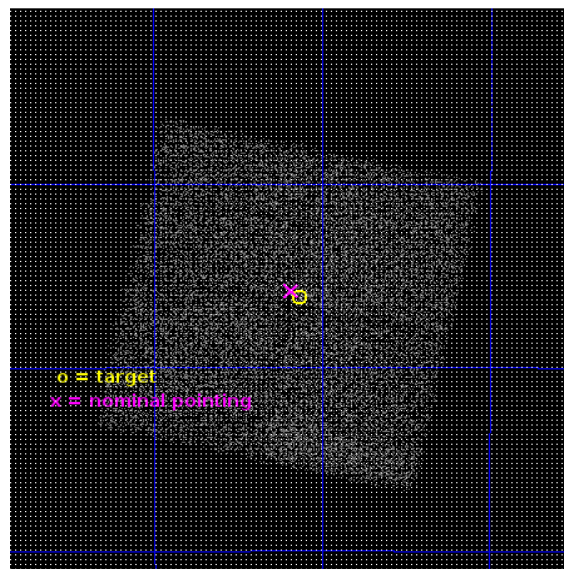 o = target
x = nominal pointing